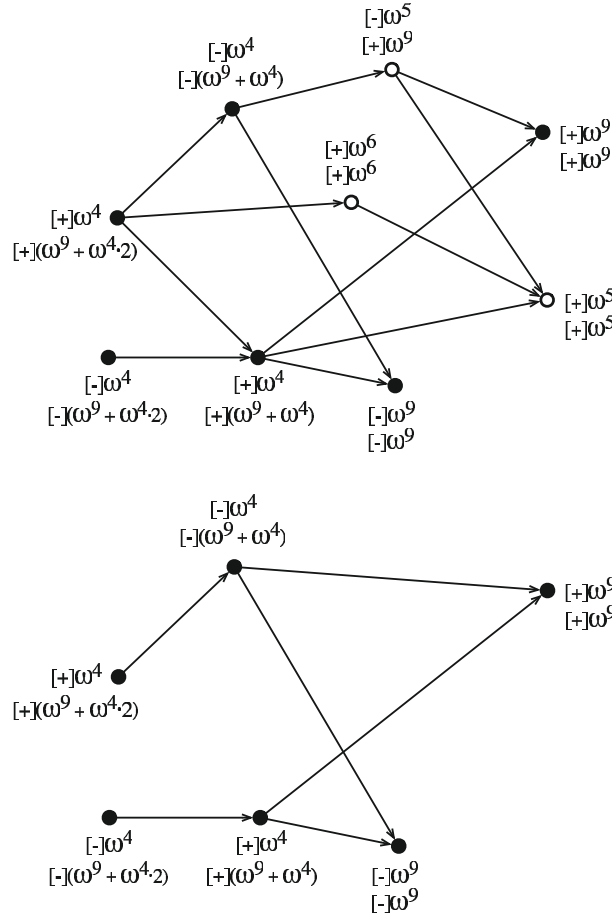 [-]ω⁵
[+]ω⁹
[-]ω⁴
[-](ω⁹ + ω⁴)
[+]ω⁹
[+]ω⁹
[+]ω⁶
[+]ω⁶
[+]ω⁴
[+](ω⁹ + ω⁴·2)
[+]ω⁵
[+]ω⁵
[-]ω⁴
[-](ω⁹ + ω⁴·2)
[+]ω⁴
[+](ω⁹ + ω⁴)
[-]ω⁹
[-]ω⁹
[-]ω⁴
[-](ω⁹ + ω⁴)
[+]ω⁹
[+]ω⁹
[+]ω⁴
[+](ω⁹ + ω⁴·2)
[-]ω⁴
[-](ω⁹ + ω⁴·2)
[+]ω⁴
[+](ω⁹ + ω⁴)
[-]ω⁹
[-]ω⁹